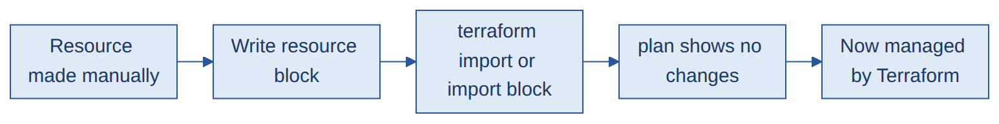 Resource
made manually
Write resource
block
terraform
import or
import block
plan shows no
changes
Now managed
by Terraform